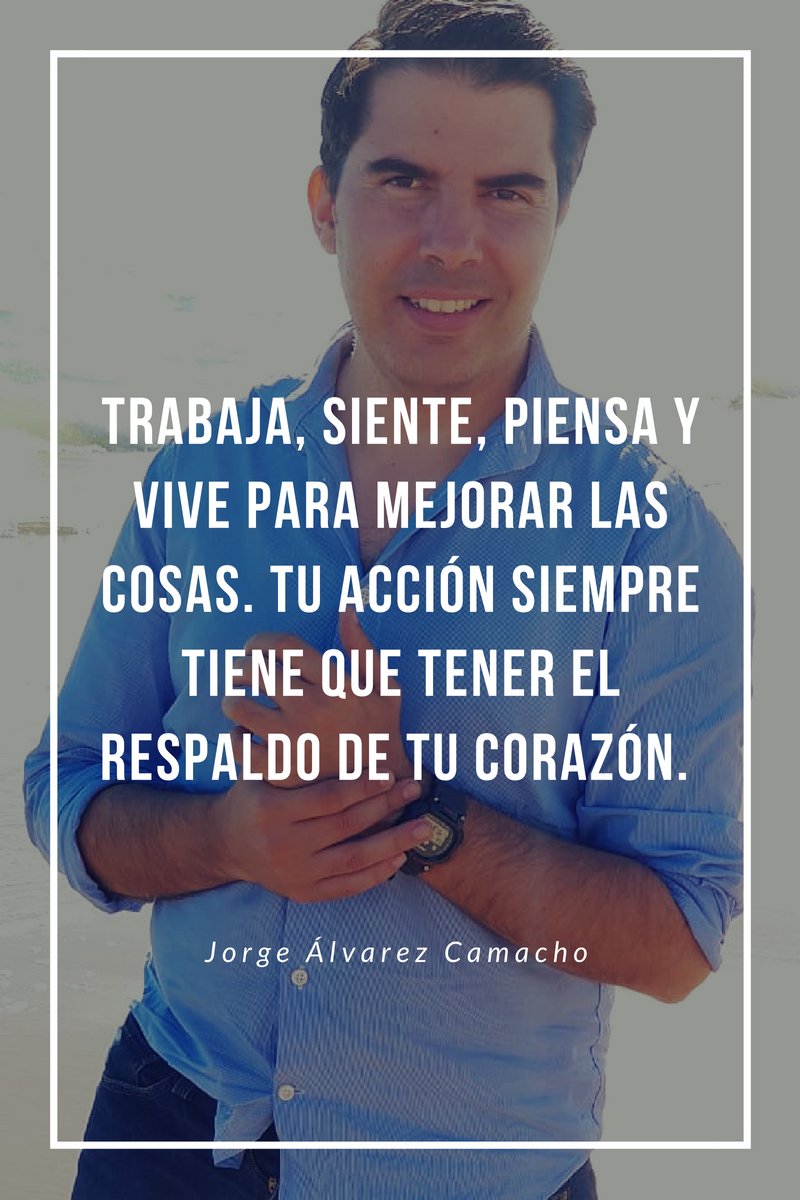 TRABAJA, SIENTE, PIENSA Y
VIVE PARA MEJORAR LAS
COSAS. TU ACCIÓN SIEMPRE
TIENE QUE TENER EL
RESPALDO DE TU CORAZÓN.
Jorge Álvarez Camacho